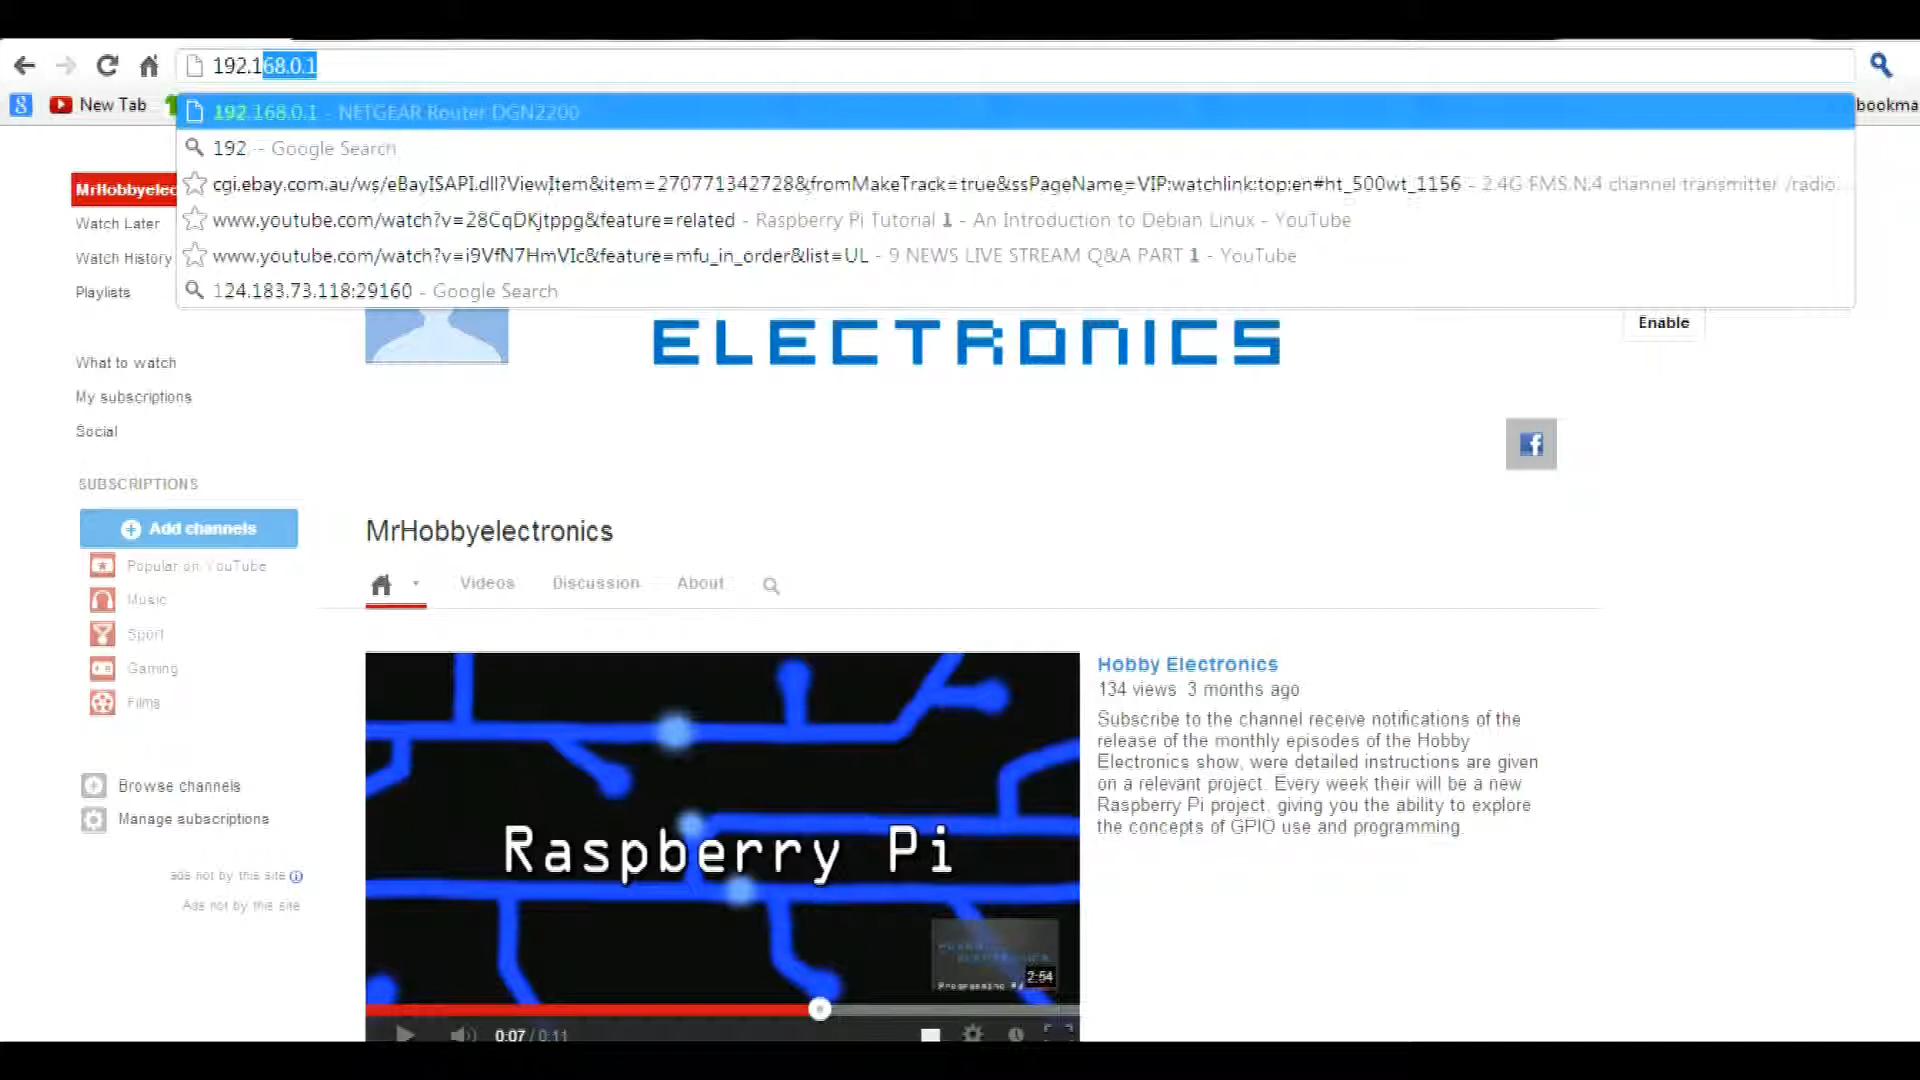 192.168.0.1
New Tab
bookma
192.168.0.1 - NETGEAR Router DGN2200
192 - Google Search
cgi.ebay.com.au/ws/eBayISAPI.dll?ViewItem&item=270771342728&fromMakeTrack=true&ssPageName=VIP:watchlink:top:en#ht_500wt_1156 - 2.4G FMS.N.4 channel transmitter /radio...
www.youtube.com/watch?v=28CqDKjtppg&feature=related - Raspberry Pi Tutorial 1 - An Introduction to Debian Linux - YouTube
www.youtube.com/watch?v=i9VfN7HmVIc&feature=mfu_in_order&list=UL - 9 NEWS LIVE STREAM Q&A PART 1 - YouTube
124.183.73.118:29160 - Google Search
MrHobbyelec
Watch Later
Watch History
Playlists
What to watch
My subscriptions
Social
SUBSCRIPTIONS
Add channels
Popular on YouTube
Music
Sport
Gaming
Films
Browse channels
Manage subscriptions
ads not by this site
Ads not by this site
ELECTRONICS
Enable
MrHobbyelectronics
Videos Discussion About
Raspberry Pi
2:54
0:07 / 0:11
Hobby Electronics
134 views 3 months ago
Subscribe to the channel receive notifications of the
release of the monthly episodes of the Hobby
Electronics show, were detailed instructions are given
on a relevant project. Every week their will be a new
Raspberry Pi project, giving you the ability to explore
the concepts of GPIO use and programming.